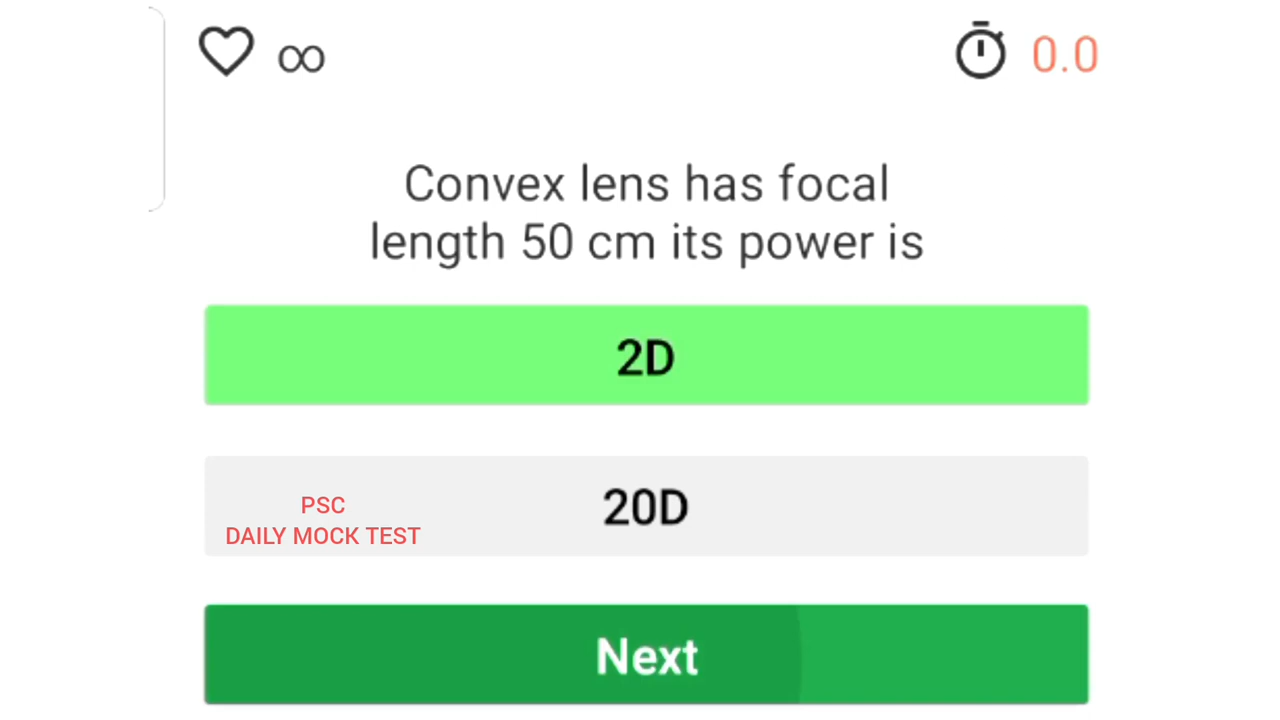 ∞
0.0
Convex lens has focal
length 50 cm its power is
2D
20D
PSC
DAILY MOCK TEST
Next